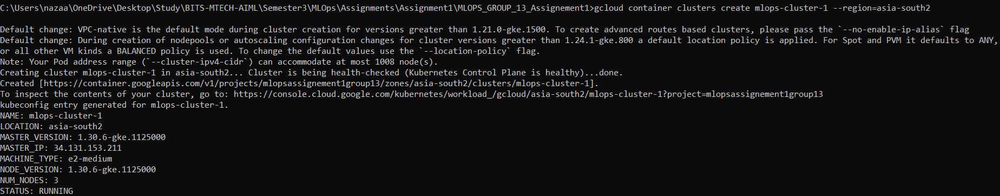 C:\Users\nazaa\OneDrive\Desktop\Study\BITS-MTECH-AIML\Semester3\MLOps\Assignments\Assignment1\MLOPS_GROUP_13_Assignement1>gcloud container clusters create mlops-cluster-1 --region=asia-south2
Default change: VPC-native is the default mode during cluster creation for versions greater than 1.21.0-gke.1500. To create advanced routes based clusters, please pass the `--no-enable-ip-alias` flag
Default change: During creation of nodepools or autoscaling configuration changes for cluster versions greater than 1.24.1-gke.800 a default location policy is applied. For Spot and PVM it defaults to ANY,
or all other VM kinds a BALANCED policy is used. To change the default values use the `--location-policy` flag.
Note: Your Pod address range (`--cluster-ipv4-cidr`) can accommodate at most 1008 node(s).
Creating cluster mlops-cluster-1 in asia-south2... Cluster is being health-checked (Kubernetes Control Plane is healthy)...done.
Created [https://container.googleapis.com/v1/projects/mlopsassignement1group13/zones/asia-south2/clusters/mlops-cluster-1].
To inspect the contents of your cluster, go to: https://console.cloud.google.com/kubernetes/workload_/gcloud/asia-south2/mlops-cluster-1?project=mlopsassignement1group13
kubeconfig entry generated for mlops-cluster-1.
NAME: mlops-cluster-1
LOCATION: asia-south2
MASTER_VERSION: 1.30.6-gke.1125000
MASTER_IP: 34.131.153.211
MACHINE_TYPE: e2-medium
NODE_VERSION: 1.30.6-gke.1125000
NUM_NODES: 3
STATUS: RUNNING